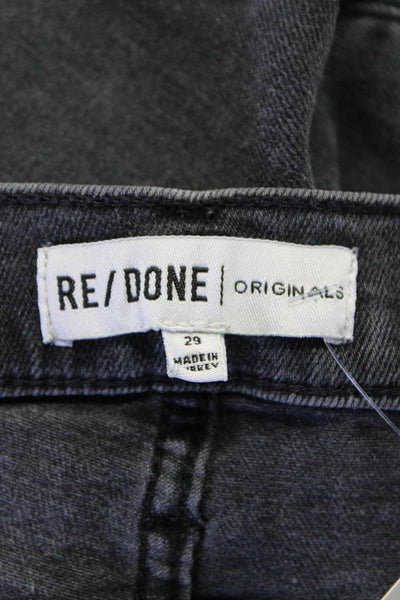 RE/DONE | ORIGINALS
29
MADE IN
TURKEY